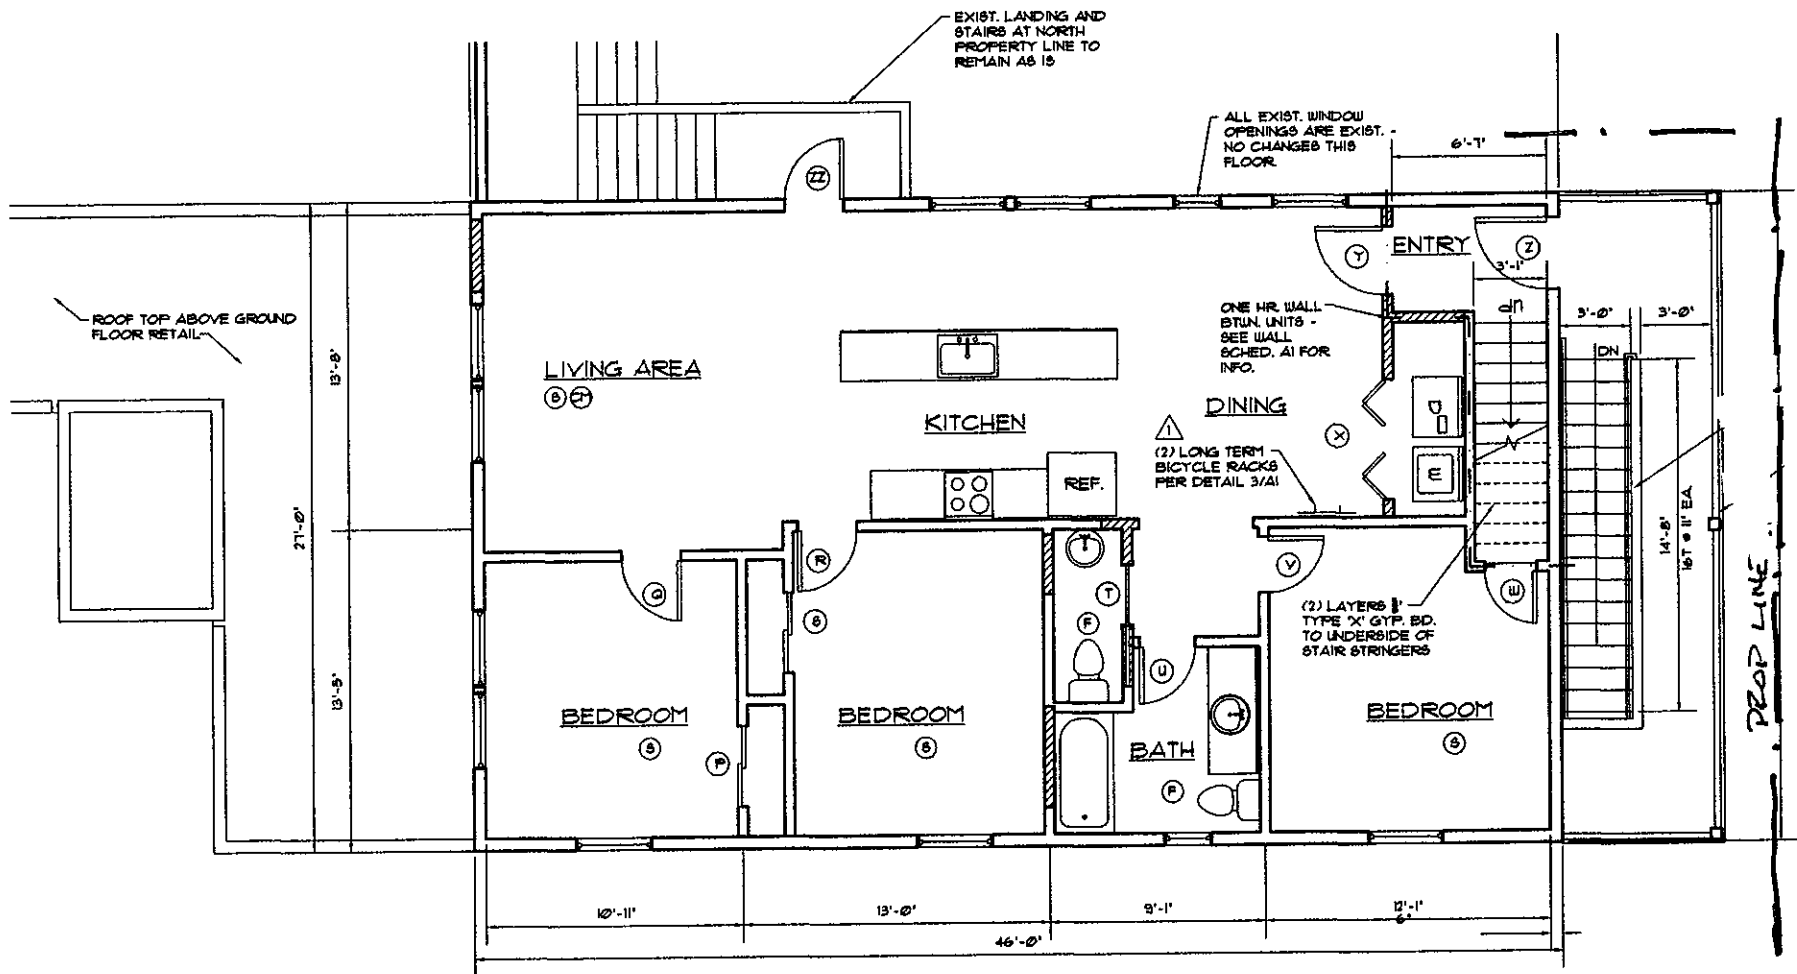 EXIST. LANDING AND
STAIRS AT NORTH
PROPERTY LINE TO
REMAIN AS IS
ALL EXIST. WINDOW
OPENINGS ARE EXIST. -
NO CHANGES THIS
FLOOR
6'-7"
ZZ
ENTRY
Y
Z
3'-1"
ROOF TOP ABOVE GROUND
FLOOR RETAIL
ONE HR. WALL
BTWN. UNITS -
SEE WALL
SCHED. A1 FOR
INFO.
UP
3'-0"
3'-0"
DN
13'-8"
LIVING AREA
S CM
KITCHEN
DINING
D
1
(2) LONG TERM
BICYCLE RACKS
PER DETAIL 3/A1
X
W
REF.
27'-0"
14'-8"
16T @ 11" EA.
R
Q
S
T
F
V
E
(2) LAYERS
TYPE 'X' GYP. BD.
TO UNDERSIDE OF
STAIR STRINGERS
U
PROP LINE
13'-5"
BEDROOM
S
BEDROOM
S
BEDROOM
S
P
BATH
F
10'-11"
13'-0"
9'-1"
12'-1"
6"
46'-0"